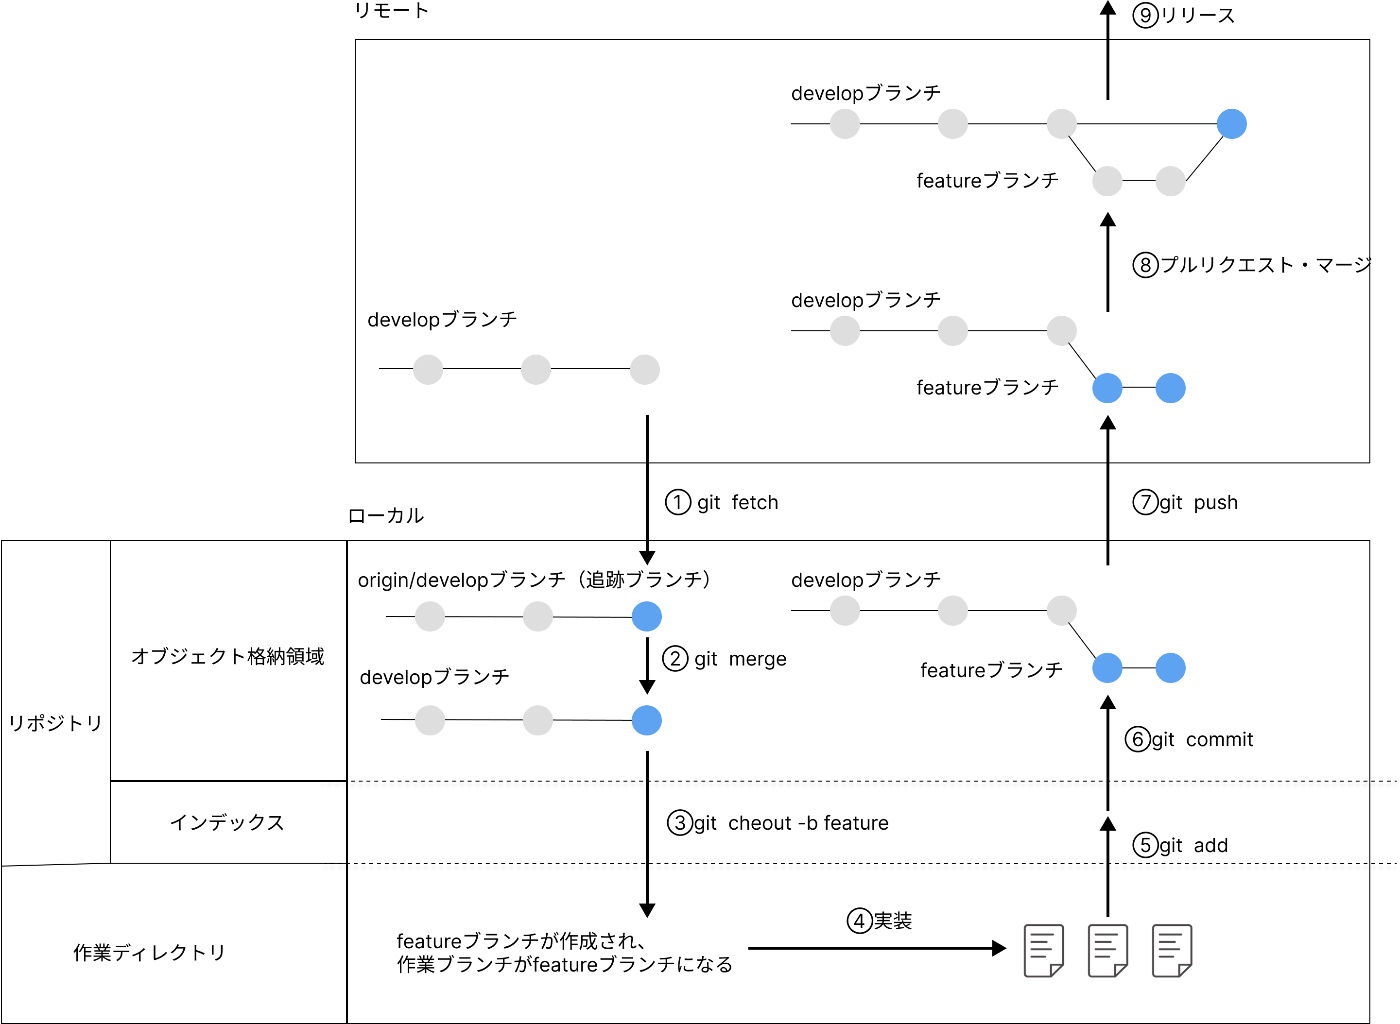 リモート
⑨リリース
developブランチ
featureブランチ
⑧プルリクエスト・マージ
developブランチ
developブランチ
featureブランチ
① git fetch
⑦git push
ローカル
origin/developブランチ（追跡ブランチ）
developブランチ
オブジェクト格納領域
② git merge
featureブランチ
developブランチ
リポジトリ
⑥git commit
インデックス
③git cheout -b feature
⑤git add
④実装
作業ディレクトリ
featureブランチが作成され、
作業ブランチがfeatureブランチになる